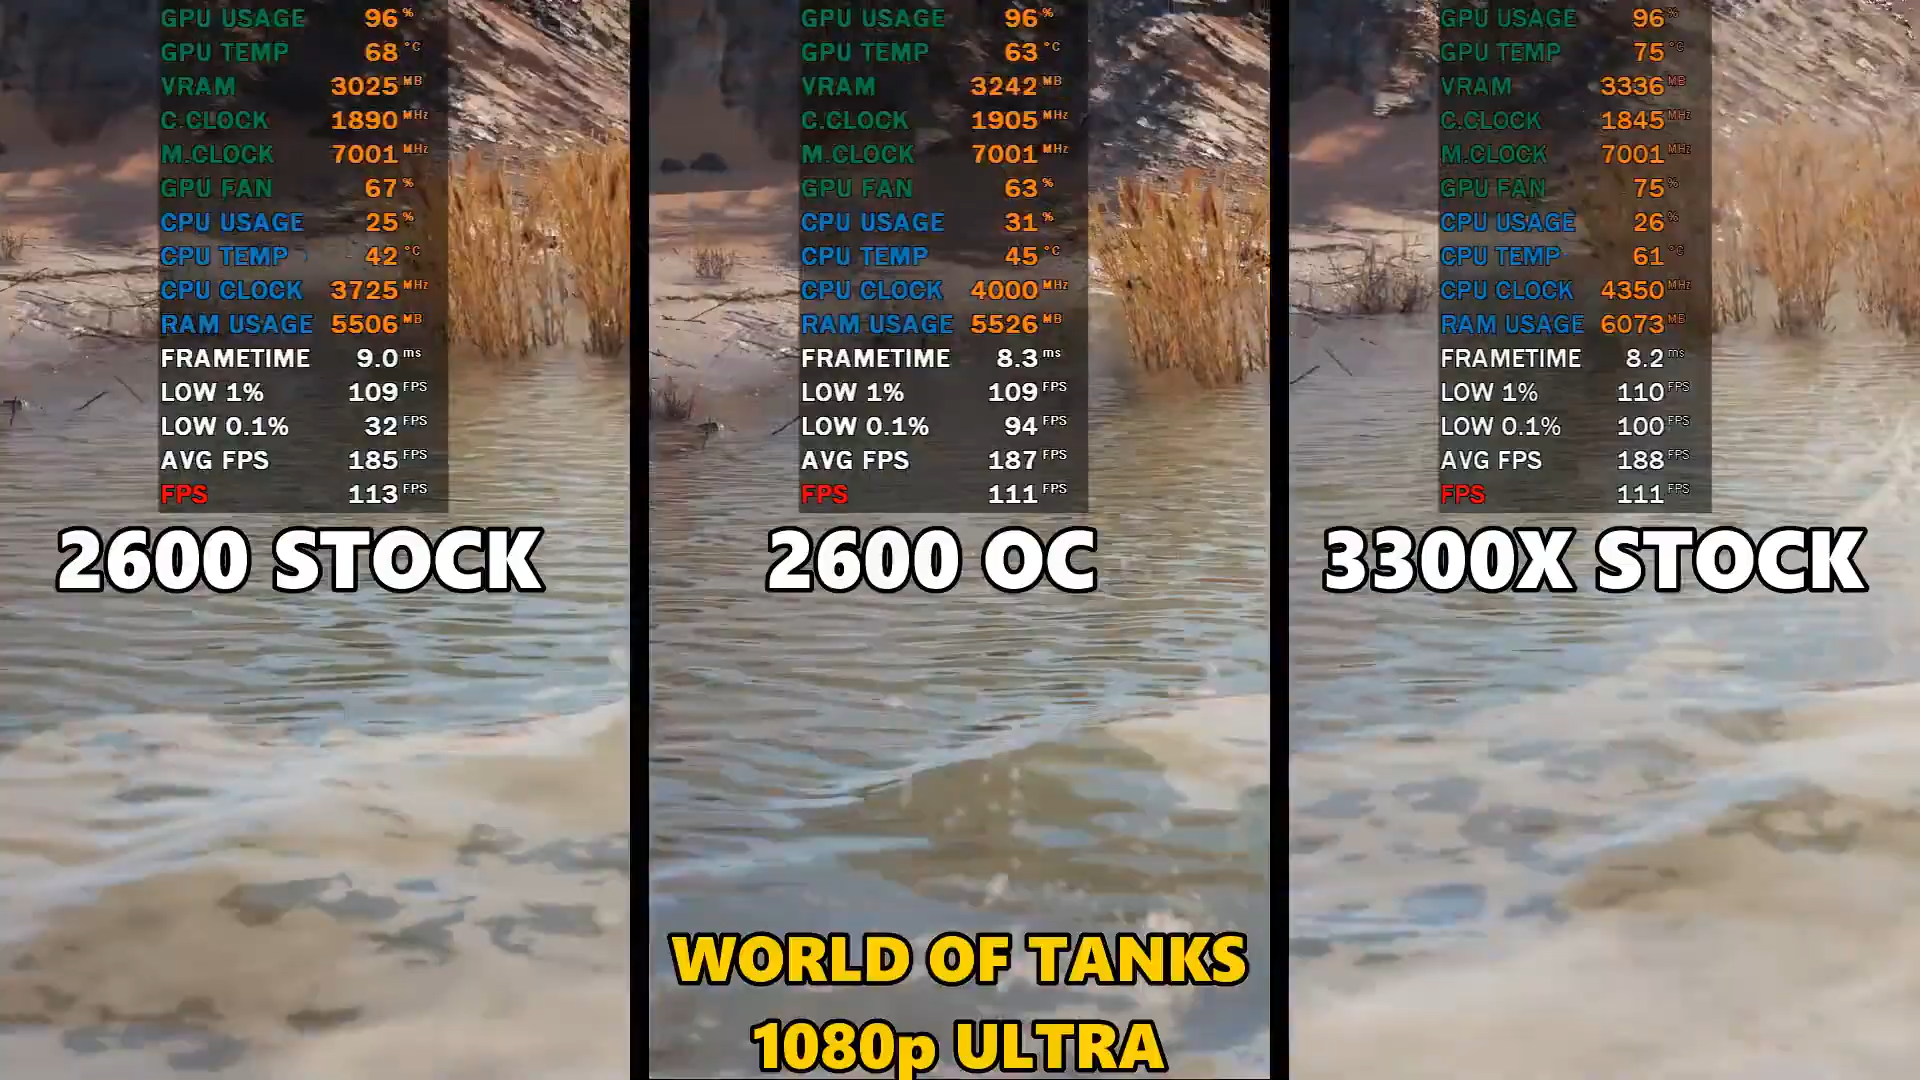 GPU USAGE 96 %
GPU TEMP 68 °C
VRAM 3025 MB
C.CLOCK 1890 MHz
M.CLOCK 7001 MHz
GPU FAN 67 %
CPU USAGE 25 %
CPU TEMP 42 °C
CPU CLOCK 3725 MHz
RAM USAGE 5506 MB
FRAMETIME 9.0 ms
LOW 1% 109 FPS
LOW 0.1% 32 FPS
AVG FPS 185 FPS
FPS 113 FPS
2600 STOCK
GPU USAGE 96 %
GPU TEMP 63 °C
VRAM 3242 MB
C.CLOCK 1905 MHz
M.CLOCK 7001 MHz
GPU FAN 63 %
CPU USAGE 31 %
CPU TEMP 45 °C
CPU CLOCK 4000 MHz
RAM USAGE 5526 MB
FRAMETIME 8.3 ms
LOW 1% 109 FPS
LOW 0.1% 94 FPS
AVG FPS 187 FPS
FPS 111 FPS
2600 OC
GPU USAGE 96 %
GPU TEMP 75 °C
VRAM 3336 MB
C.CLOCK 1845 MHz
M.CLOCK 7001 MHz
GPU FAN 75 %
CPU USAGE 26 %
CPU TEMP 61 °C
CPU CLOCK 4350 MHz
RAM USAGE 6073 MB
FRAMETIME 8.2 ms
LOW 1% 110 FPS
LOW 0.1% 100 FPS
AVG FPS 188 FPS
FPS 111 FPS
3300X STOCK
WORLD OF TANKS
1080p ULTRA